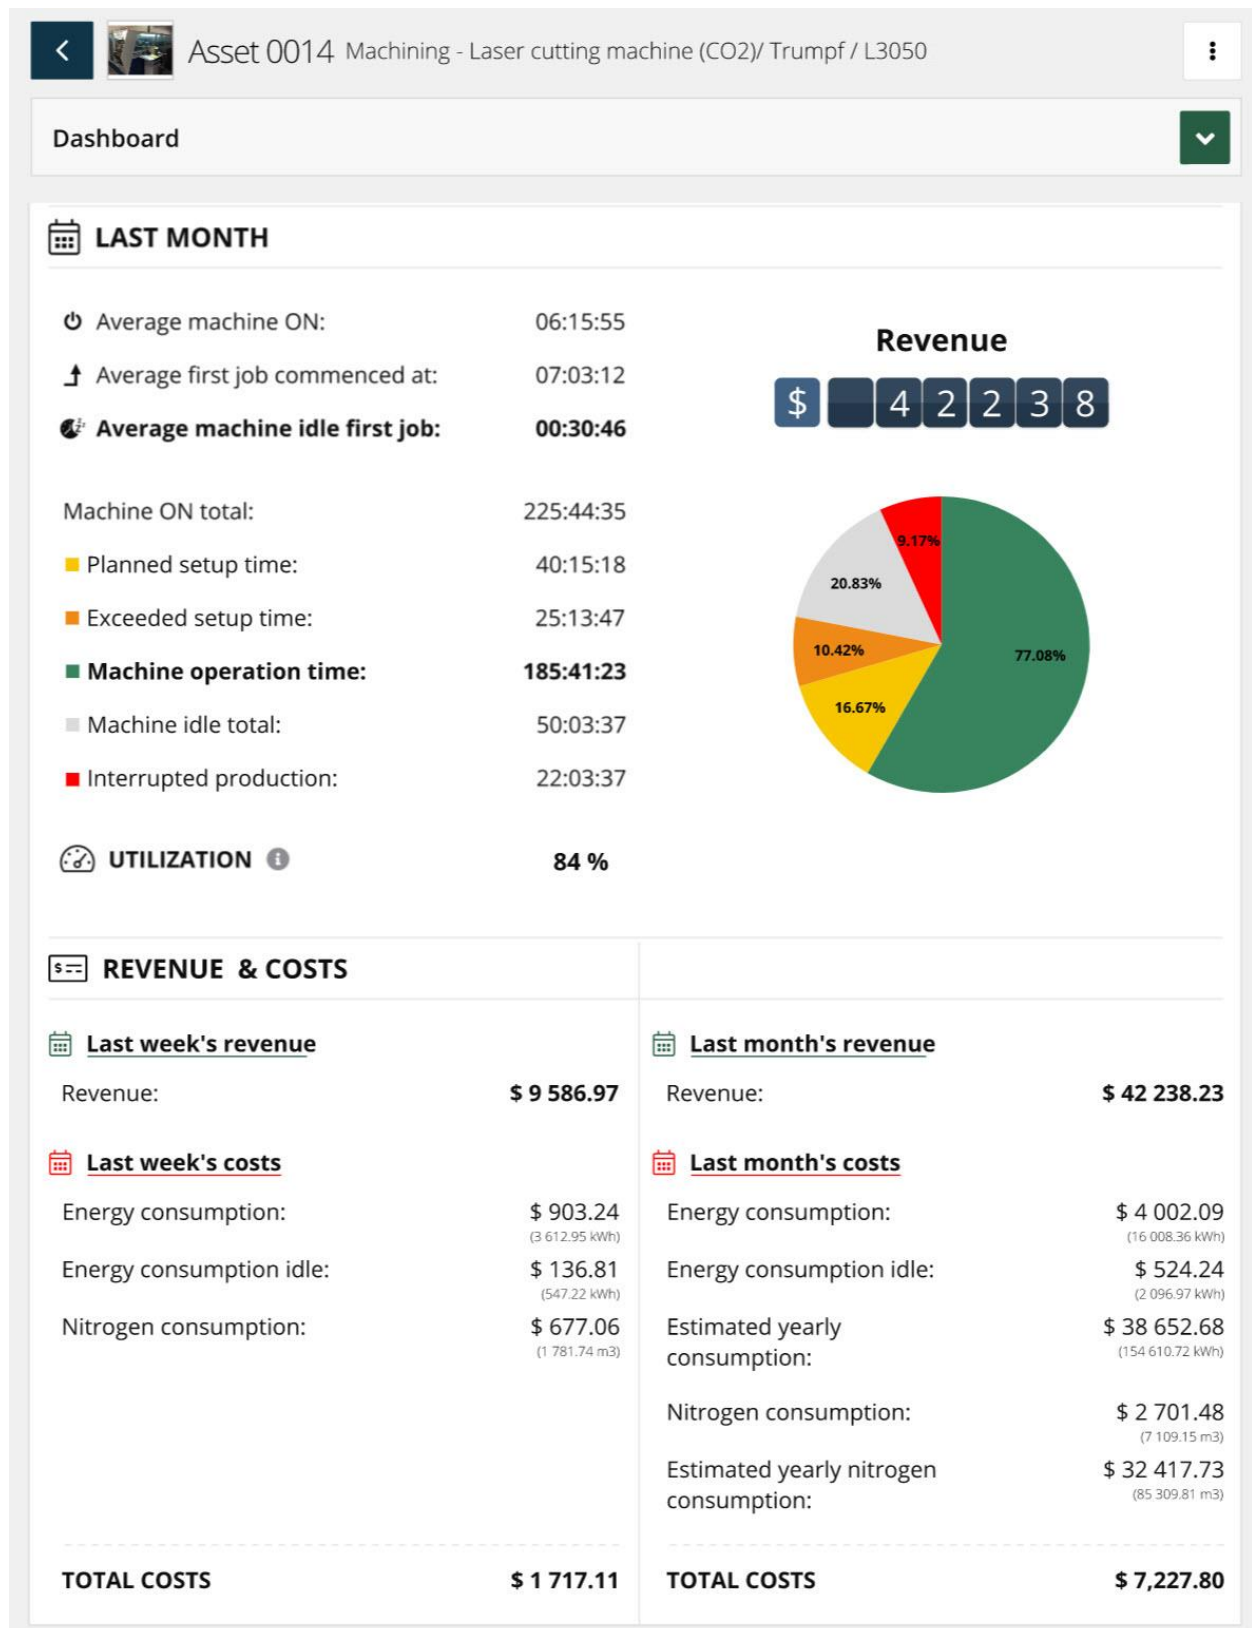 Asset 0014 Machining - Laser cutting machine (CO2)/ Trumpf / L3050
Dashboard
LAST MONTH
Average machine ON: 06:15:55
Average first job commenced at: 07:03:12
Average machine idle first job: 00:30:46
Machine ON total: 225:44:35
Planned setup time: 40:15:18
Exceeded setup time: 25:13:47
Machine operation time: 185:41:23
Machine idle total: 50:03:37
Interrupted production: 22:03:37
UTILIZATION 84 %
Revenue
$ 42238
9.17%
20.83%
10.42%
77.08%
16.67%
REVENUE & COSTS
Last week's revenue
Revenue: $ 9 586.97
Last week's costs
Energy consumption: $ 903.24
(3 612.95 kWh)
Energy consumption idle: $ 136.81
(547.22 kWh)
Nitrogen consumption: $ 677.06
(1 781.74 m3)
TOTAL COSTS $ 1 717.11
Last month's revenue
Revenue: $ 42 238.23
Last month's costs
Energy consumption: $ 4 002.09
(16 008.36 kWh)
Energy consumption idle: $ 524.24
(2 096.97 kWh)
Estimated yearly $ 38 652.68
consumption: (154 610.72 kWh)
Nitrogen consumption: $ 2 701.48
(7 109.15 m3)
Estimated yearly nitrogen $ 32 417.73
consumption: (85 309.81 m3)
TOTAL COSTS $ 7,227.80